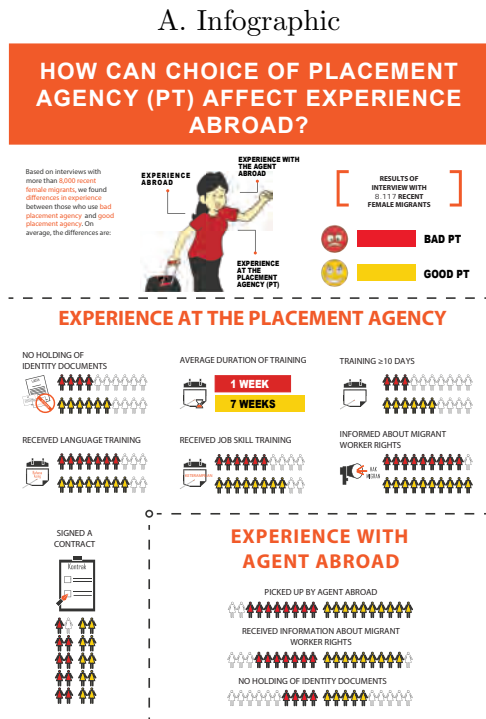 A. Infographic
HOW CAN CHOICE OF PLACEMENT
AGENCY (PT) AFFECT EXPERIENCE
ABROAD?
Based on interviews with
more than 8,000 recent
female migrants, we found
differences in experience
between those who use bad
placement agency and good
placement agency. On
average, the differences are:
EXPERIENCE
ABROAD
EXPERIENCE WITH
THE AGENT
ABROAD
EXPERIENCE
AT THE
PLACEMENT
AGENCY (PT)
RESULTS OF
INTERVIEW WITH
8.117 RECENT
FEMALE MIGRANTS
BAD PT
GOOD PT
EXPERIENCE AT THE PLACEMENT AGENCY
NO HOLDING OF
IDENTITY DOCUMENTS
AVERAGE DURATION OF TRAINING
1 WEEK
7 WEEKS
TRAINING ≥10 DAYS
RECEIVED LANGUAGE TRAINING
RECEIVED JOB SKILL TRAINING
INFORMED ABOUT MIGRANT
WORKER RIGHTS
HAK
MIGRAN
SIGNED A
CONTRACT
Kontrak
EXPERIENCE WITH
AGENT ABROAD
PICKED UP BY AGENT ABROAD
RECEIVED INFORMATION ABOUT MIGRANT
WORKER RIGHTS
NO HOLDING OF IDENTITY DOCUMENTS